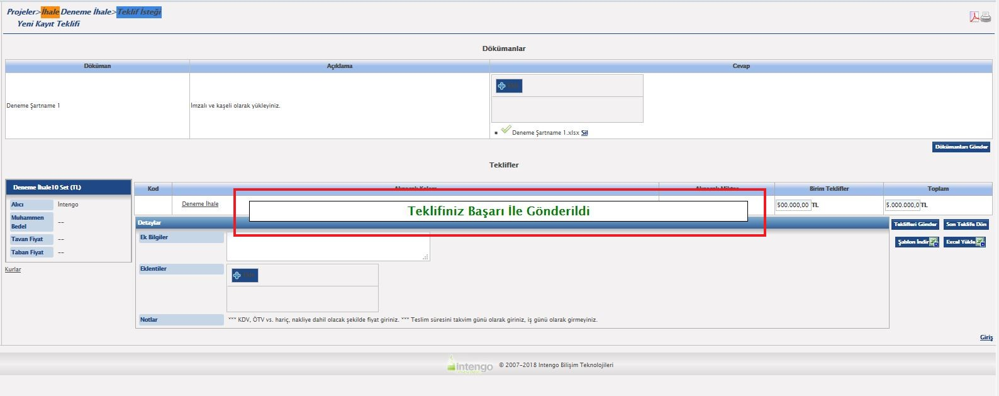 Projeler>İhale Deneme İhale>Teklif İsteği
Yeni Kayıt Teklifi
Dökümanlar
Döküman Açıklama Cevap
Deneme Şartname 1 İmzalı ve kaşeli olarak yükleyiniz.
Deneme Şartname 1.xlsx Sil
Dökümanları Gönder
Teklifler
Deneme İhale10 Set (TL)
Alıcı Intengo
Muhammen Bedel --
Tavan Fiyat --
Taban Fiyat --
Kurlar
Kod Birim Teklifler Toplam
Deneme İhale 500.000,00 TL 5.000.000,0 TL
Teklifiniz Başarı İle Gönderildi
Detaylar
Teklifleri Gönder Son Teklife Dön
Şablon İndir Excel Yükle
Ek Bilgiler
Eklentiler
Notlar *** KDV, ÖTV vs. hariç, nakliye dahil olacak şekilde fiyat giriniz. *** Teslim süresini takvim günü olarak giriniz, iş günü olarak girmeyiniz.
Giriş
intengo © 2007-2018 Intengo Bilişim Teknolojileri